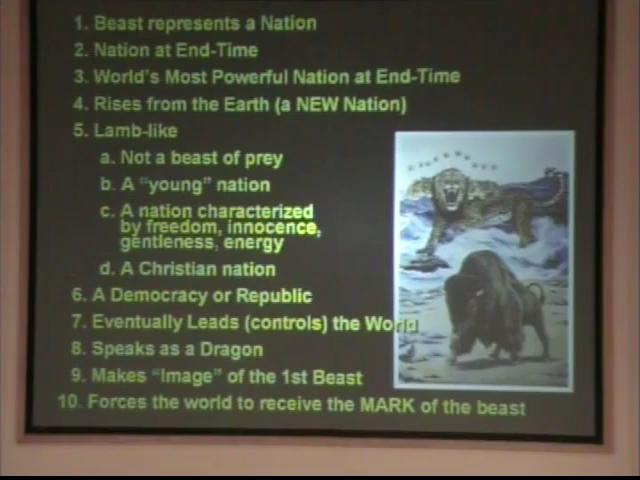 1. Beast represents a Nation
2. Nation at End-Time
3. World's Most Powerful Nation at End-Time
4. Rises from the Earth (a NEW Nation)
5. Lamb-like
a. Not a beast of prey
b. A "young" nation
c. A nation characterized
by freedom, innocence,
gentleness, energy
d. A Christian nation
6. A Democracy or Republic
7. Eventually Leads (controls) the World
8. Speaks as a Dragon
9. Makes "Image" of the 1st Beast
10. Forces the world to receive the MARK of the beast